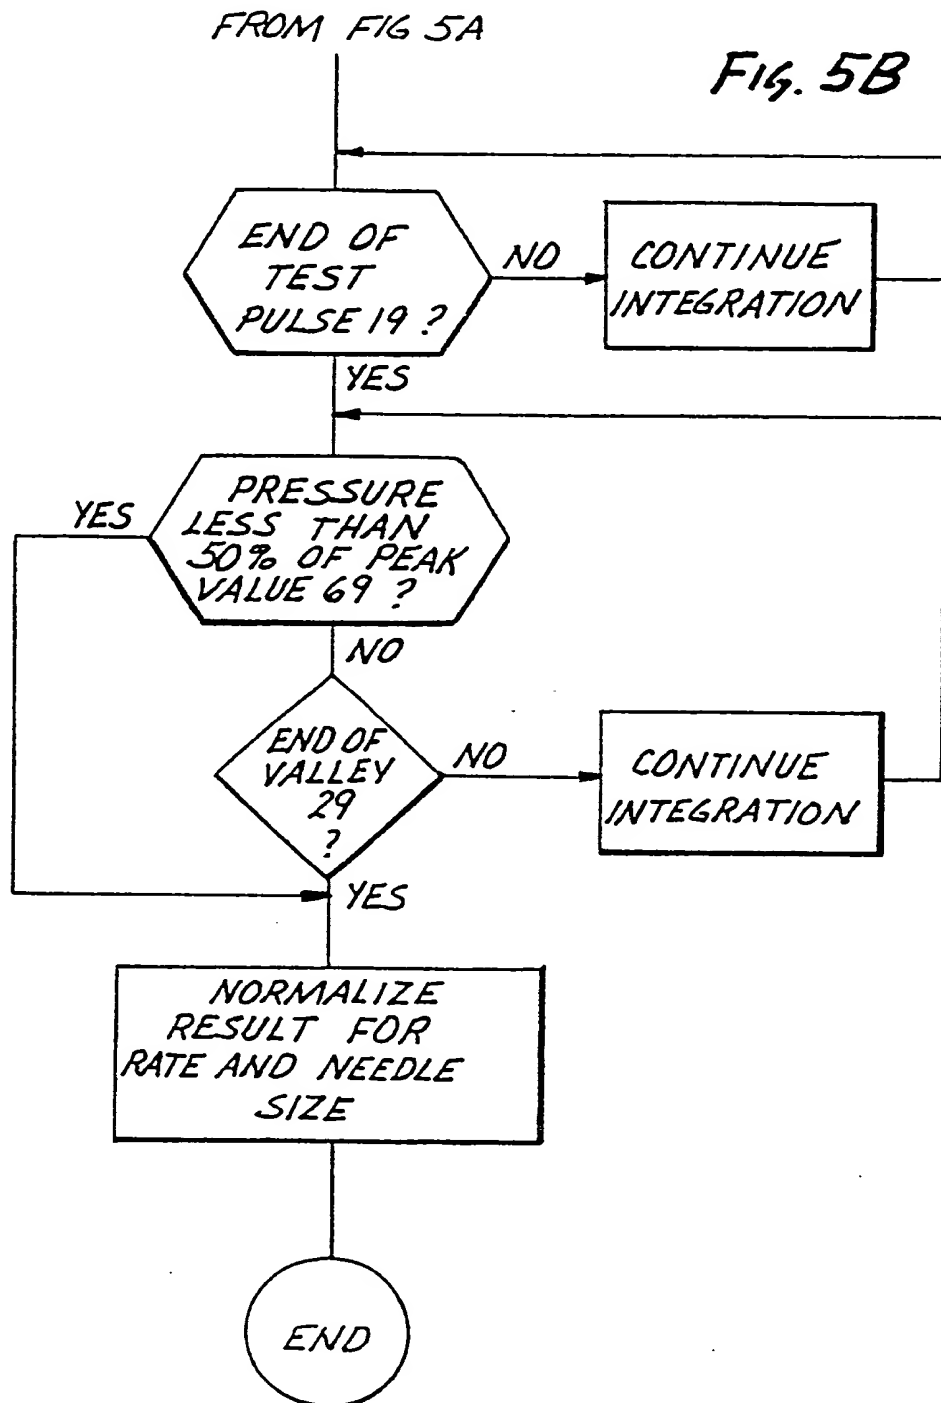 FROM FIG 5A
FIG. 5B
END OF
TEST
PULSE 19 ?
NO
CONTINUE
INTEGRATION
YES
PRESSURE
LESS THAN
50% OF PEAK
VALUE 69 ?
YES
NO
END OF
VALLEY
29
?
NO
CONTINUE
INTEGRATION
YES
NORMALIZE
RESULT FOR
RATE AND NEEDLE
SIZE
END